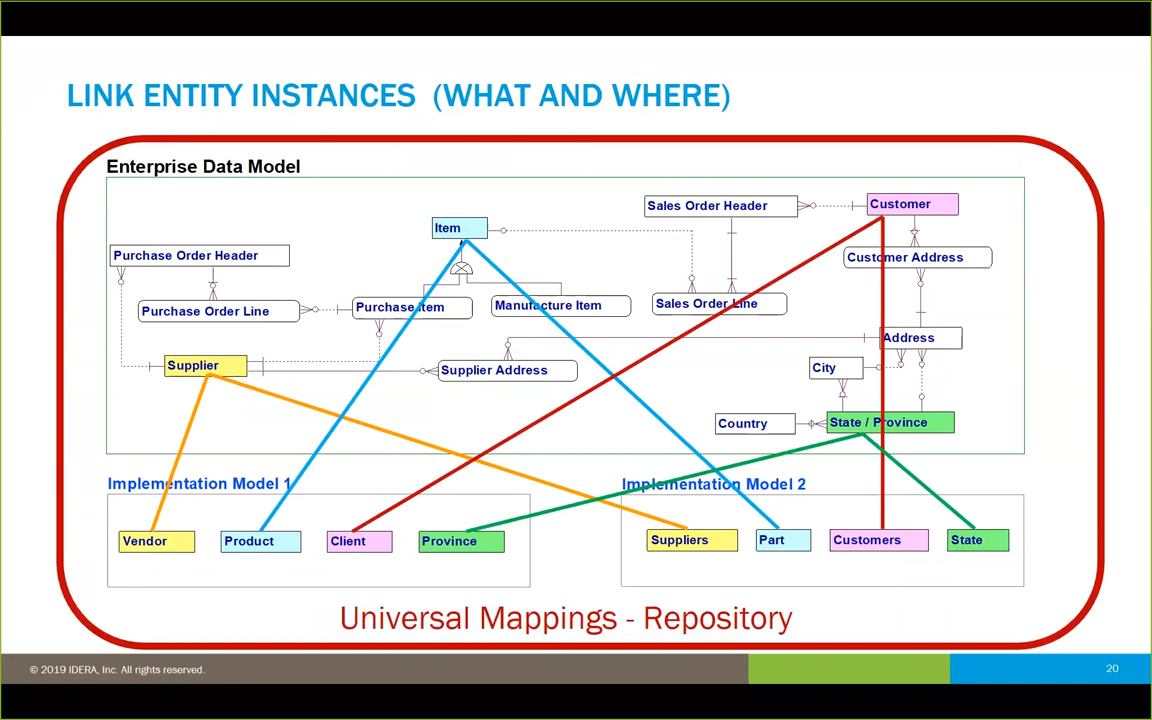 LINK ENTITY INSTANCES (WHAT AND WHERE)
Enterprise Data Model
Sales Order Header
Customer
Item
Purchase Order Header
Customer Address
Purchase Order Line
Purchase Item
Manufacture Item
Sales Order Line
Address
Supplier
Supplier Address
City
Country
State / Province
Implementation Model 1
Implementation Model 2
Vendor
Product
Client
Province
Suppliers
Part
Customers
State
Universal Mappings - Repository
© 2019 IDERA, Inc. All rights reserved.
20